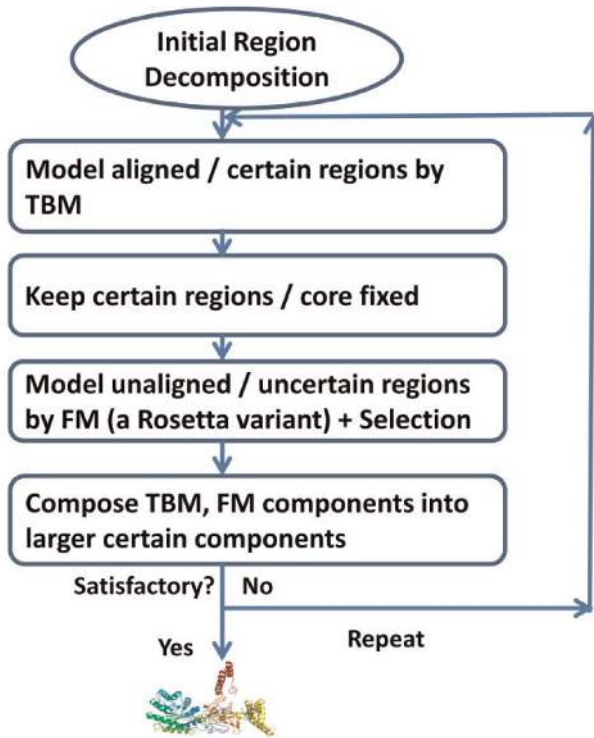 Initial Region
Decomposition
Model aligned / certain regions by
TBM
Keep certain regions / core fixed
Model unaligned / uncertain regions
by FM (a Rosetta variant) + Selection
Compose TBM, FM components into
larger certain components
Satisfactory? No
Yes
Repeat